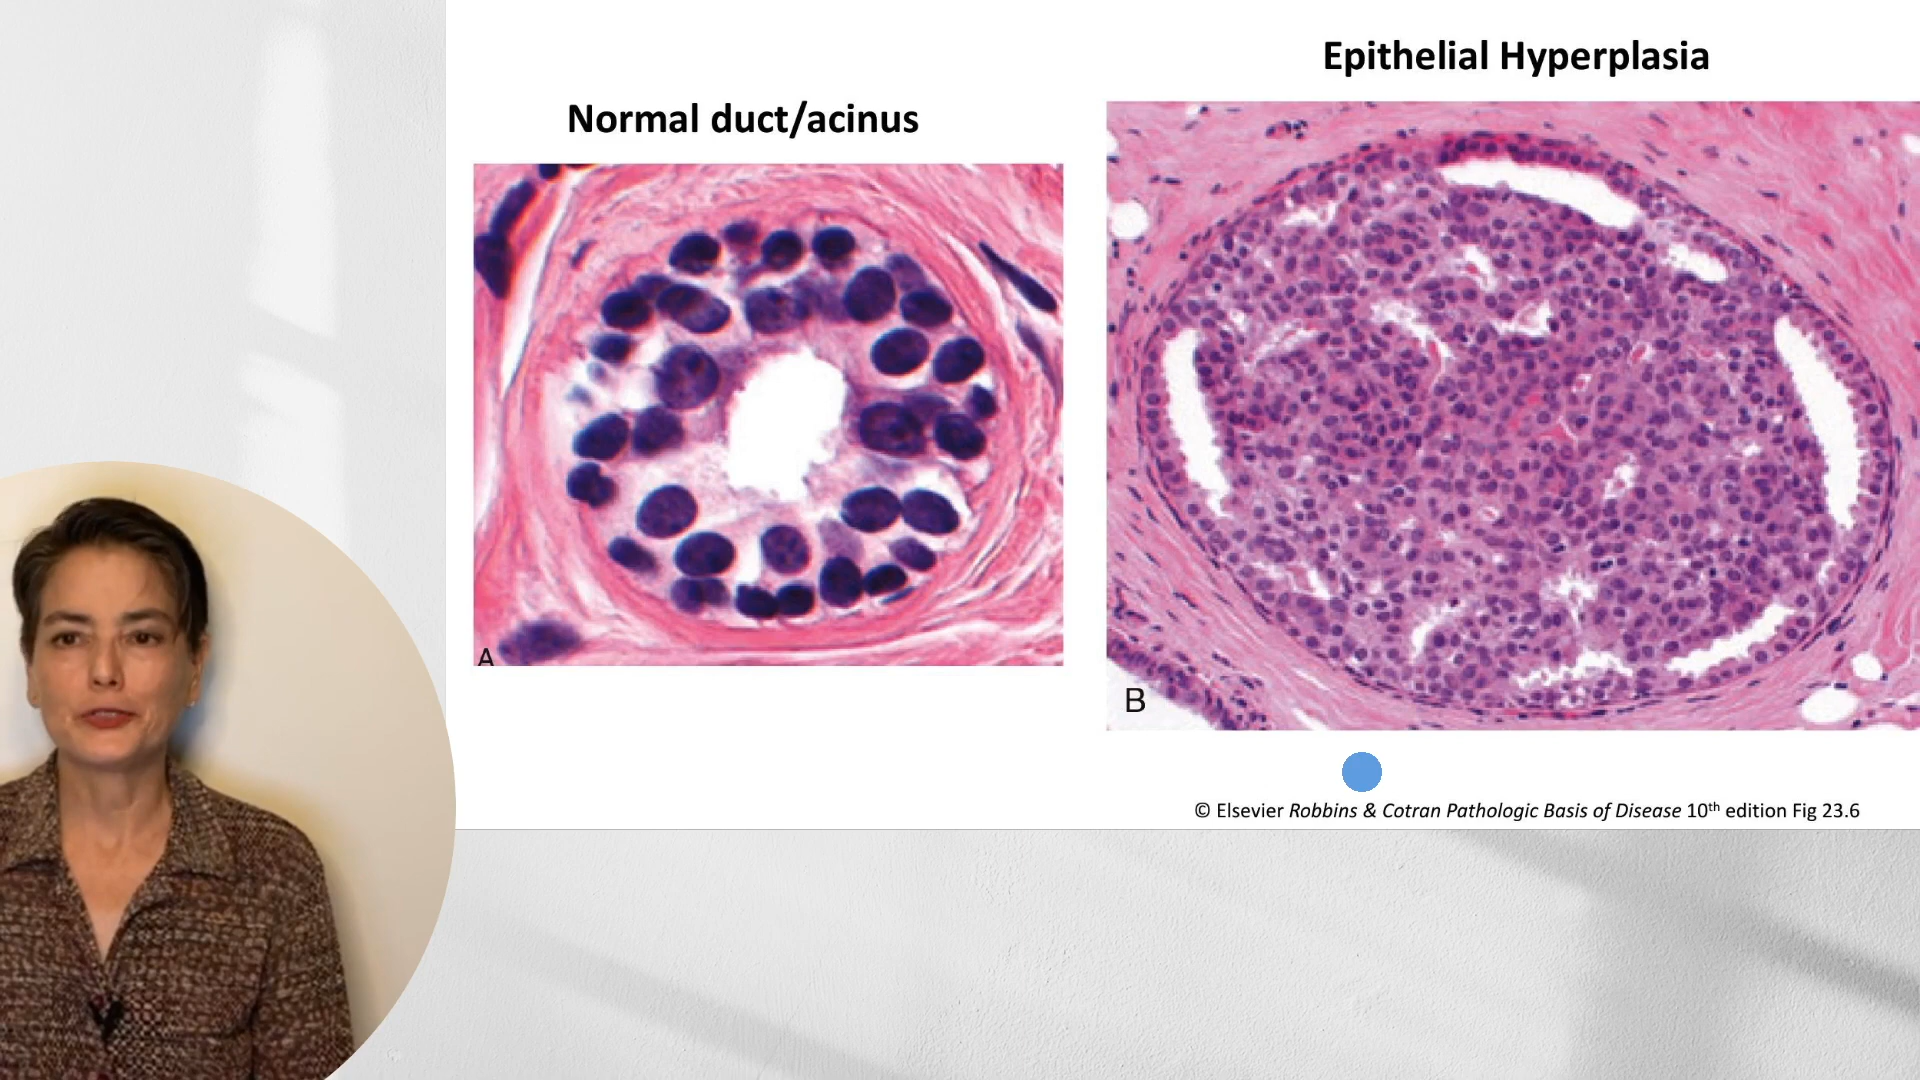 Epithelial Hyperplasia
Normal duct/acinus
A
B
© Elsevier Robbins & Cotran Pathologic Basis of Disease 10th edition Fig 23.6